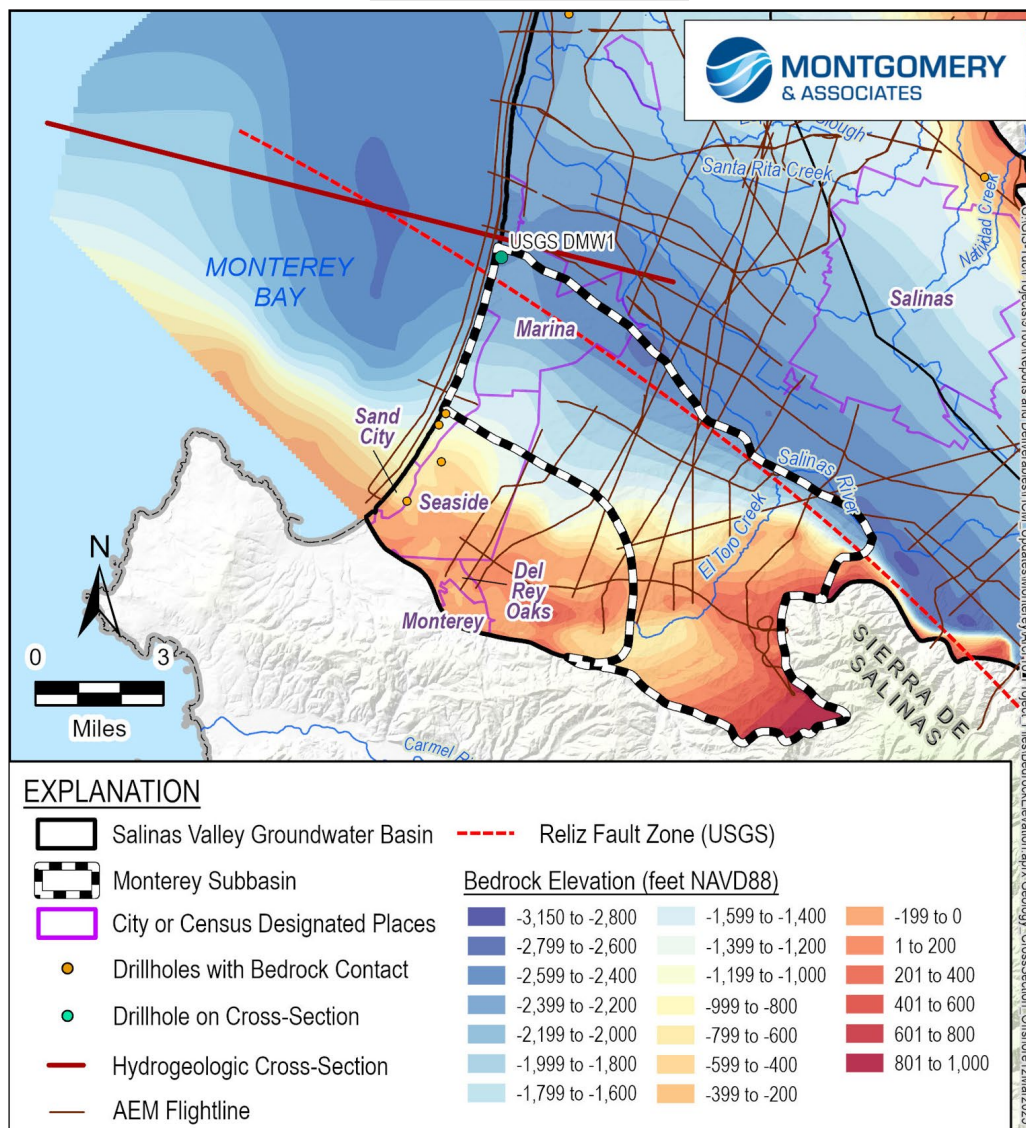 MONTGOMERY
& ASSOCIATES
Santa Rita Creek
Natividad Creek
USGS DMW1
MONTEREY
BAY
Salinas
Marina
Sand
City
Salinas River
Seaside
El Toro Creek
N
Del
Rey
Oaks
Monterey
SIERRA DE
SALINAS
0 3
Miles
Carmel
EXPLANATION
Salinas Valley Groundwater Basin
Monterey Subbasin
City or Census Designated Places
Drillholes with Bedrock Contact
Drillhole on Cross-Section
Hydrogeologic Cross-Section
AEM Flightline
Reliz Fault Zone (USGS)
Bedrock Elevation (feet NAVD88)
-3,150 to -2,800
-2,799 to -2,600
-2,599 to -2,400
-2,399 to -2,200
-2,199 to -2,000
-1,999 to -1,800
-1,799 to -1,600
-1,599 to -1,400
-1,399 to -1,200
-1,199 to -1,000
-999 to -800
-799 to -600
-599 to -400
-399 to -200
-199 to 0
1 to 200
201 to 400
401 to 600
601 to 800
801 to 1,000